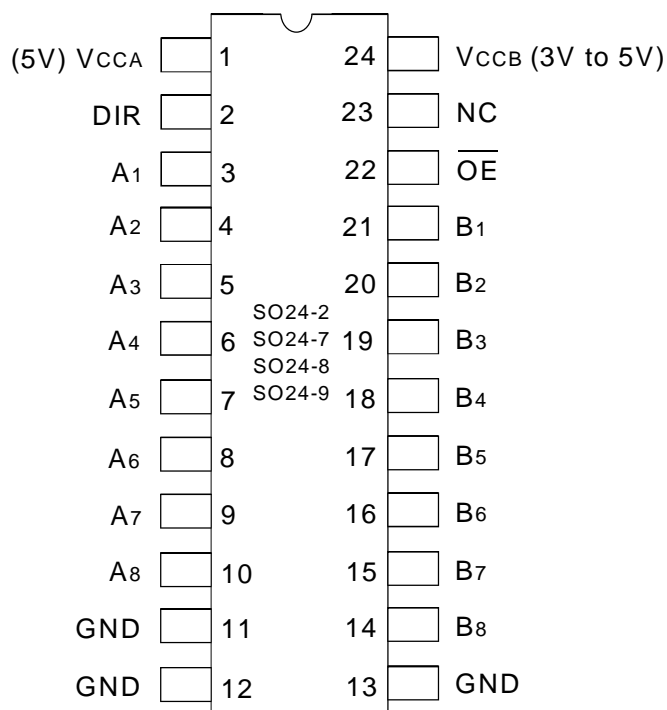 (5V) VCCA 1 24 VCCB (3V to 5V)
DIR 2 23 NC
A1 3 22 OE
A2 4 21 B1
A3 5 20 B2
SO24-2
A4 6 SO24-7 19 B3
SO24-8
A5 7 SO24-9 18 B4
A6 8 17 B5
A7 9 16 B6
A8 10 15 B7
GND 11 14 B8
GND 12 13 GND